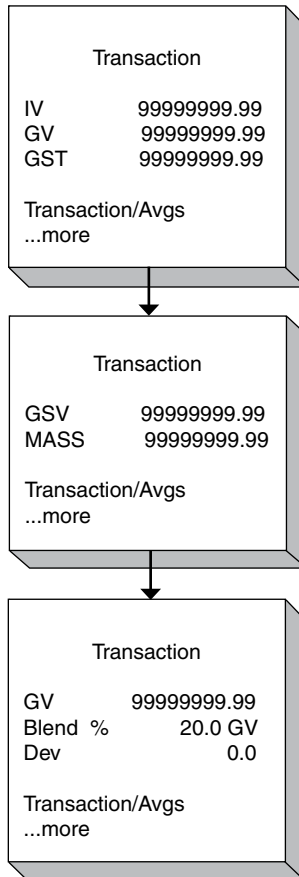 Transaction
IV 99999999.99
GV 99999999.99
GST 99999999.99
Transaction/Avgs
...more
Transaction
GSV 99999999.99
MASS 99999999.99
Transaction/Avgs
...more
Transaction
GV 99999999.99
Blend % 20.0 GV
Dev 0.0
Transaction/Avgs
...more